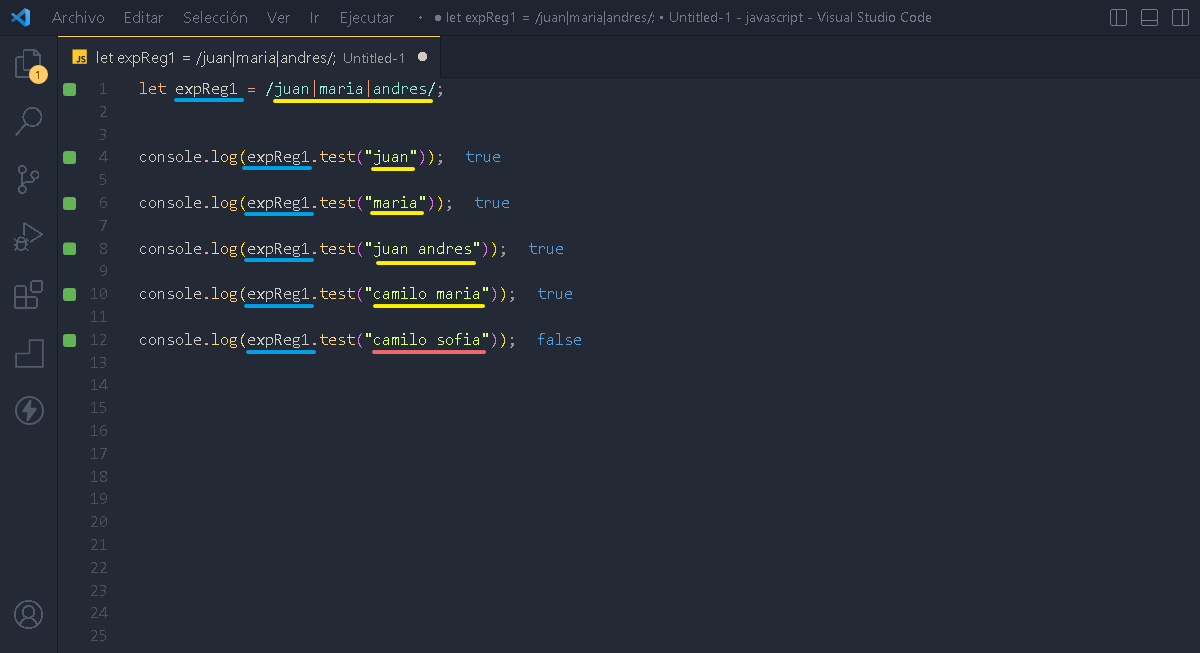 Archivo Editar Selección Ver Ir Ejecutar · ● let expReg1 = /juan|maria|andres/; • Untitled-1 - javascript - Visual Studio Code
JS let expReg1 = /juan|maria|andres/; Untitled-1 ●
1
1 let expReg1 = /juan|maria|andres/;
2
3
4 console.log(expReg1.test("juan")); true
5
6 console.log(expReg1.test("maria")); true
7
8 console.log(expReg1.test("juan andres")); true
9
10 console.log(expReg1.test("camilo maria")); true
11
12 console.log(expReg1.test("camilo sofia")); false
13
14
15
16
17
18
19
20
21
22
23
24
25